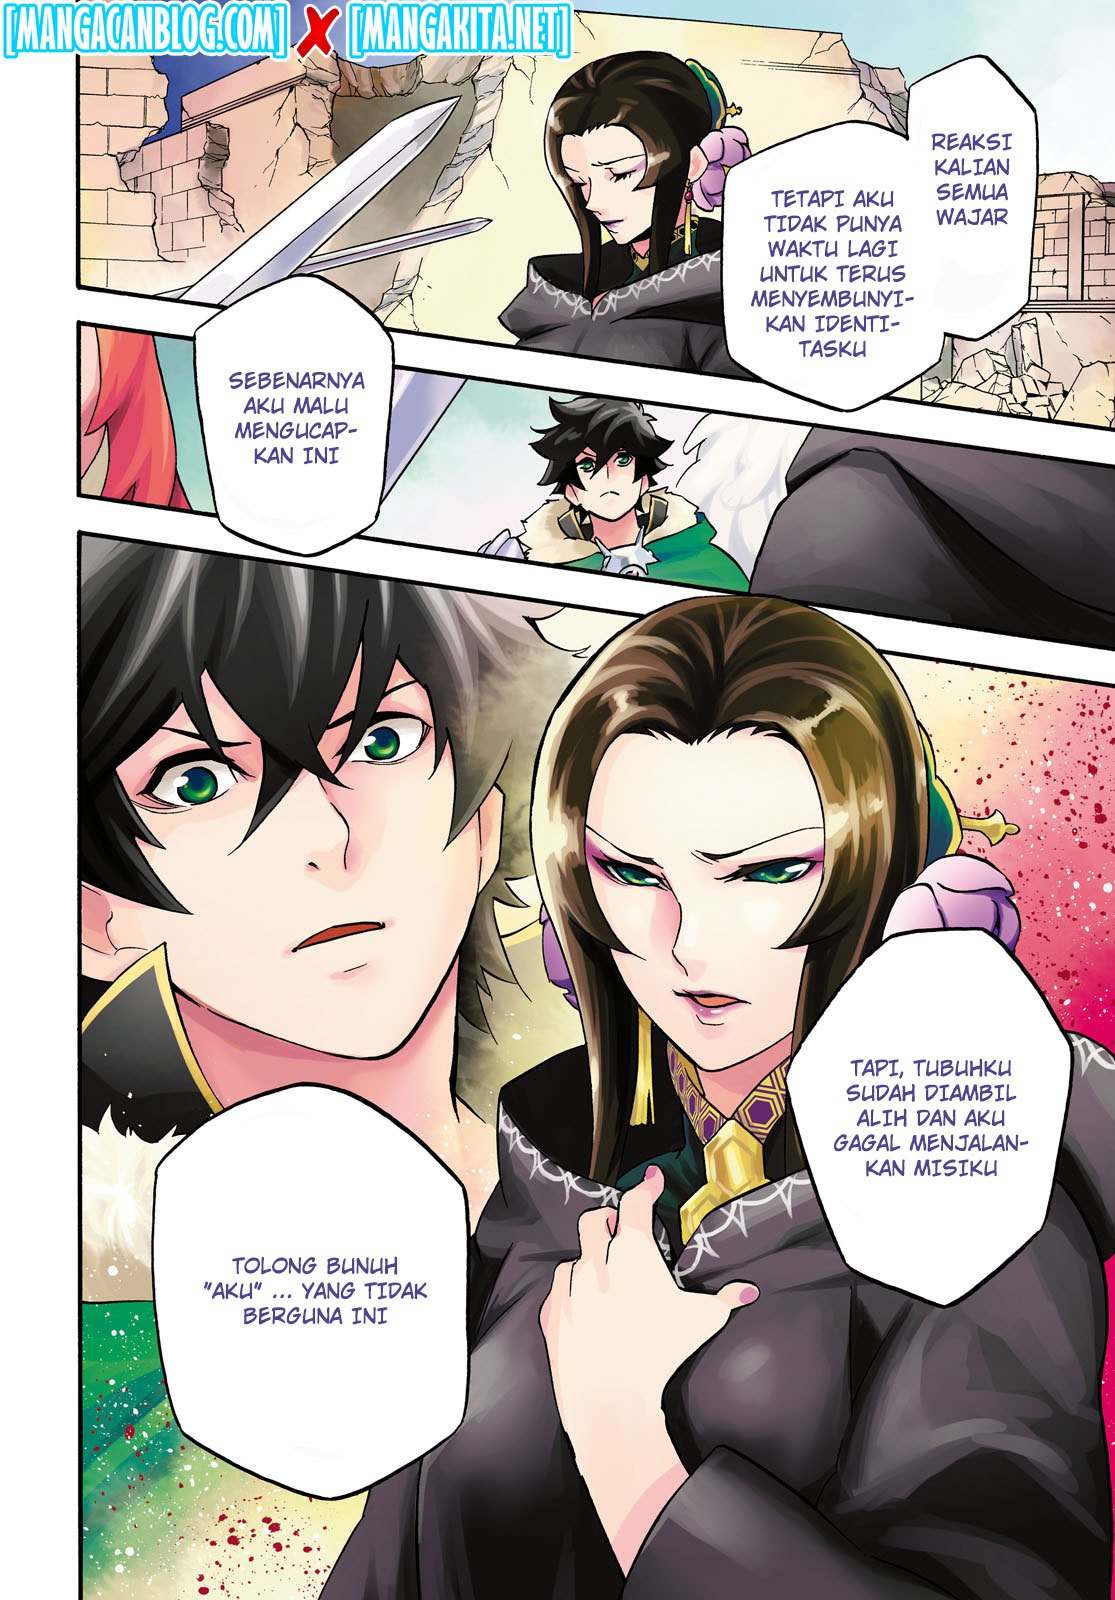 [MANGACANBLOG.COM] X [MANGAKITA.NET]
REAKSI
KALIAN
SEMUA
WAJAR
TETAPI AKU
TIDAK PUNYA
WAKTU LAGI
UNTUK TERUS
MENYEMBUNYI-
KAN IDENTI-
TASKU
SEBENARNYA
AKU MALU
MENGUCAP-
KAN INI
TAPI, TUBUHKU
SUDAH DIAMBIL
ALIH DAN AKU
GAGAL MENJALAN-
KAN MISIKU
TOLONG BUNUH
"AKU" ... YANG TIDAK
BERGUNA INI